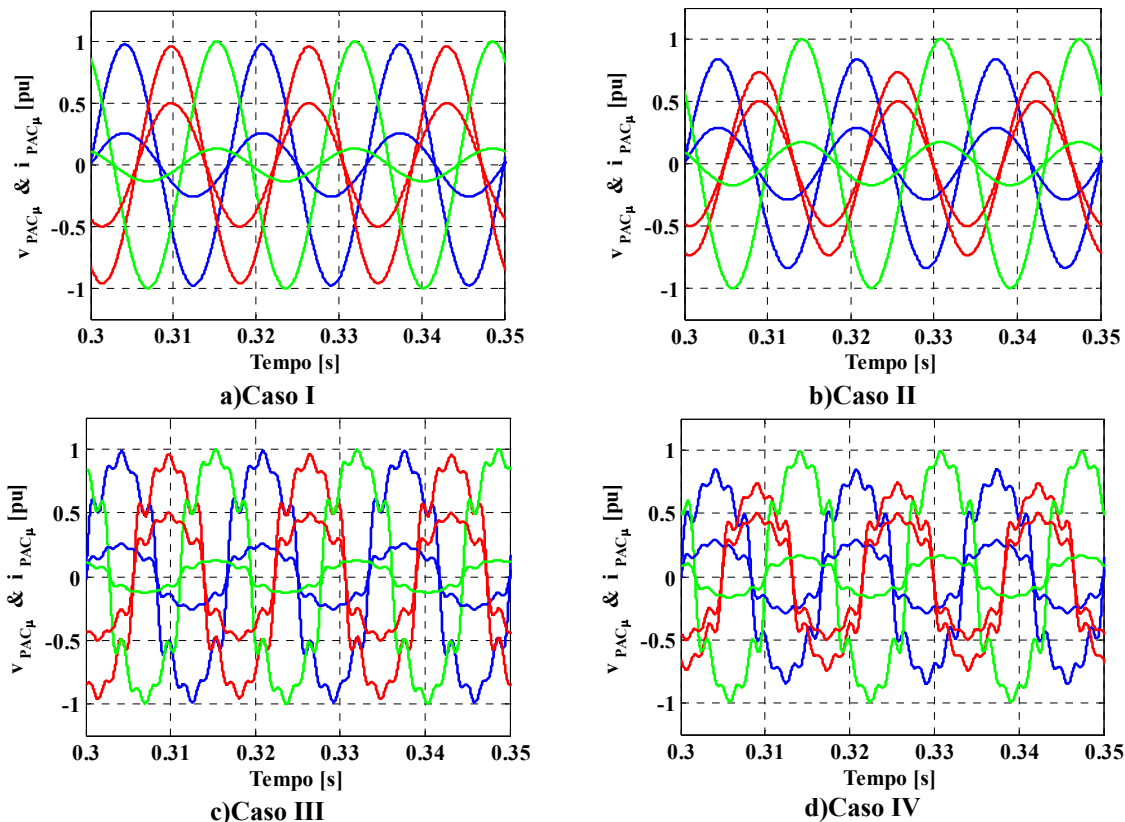 v PACμ & i PACμ [pu]
1
0.5
0
-0.5
-1
0.3 0.31 0.32 0.33 0.34 0.35
Tempo [s]
a)Caso I
v PACμ & i PACμ [pu]
1
0.5
0
-0.5
-1
0.3 0.31 0.32 0.33 0.34 0.35
Tempo [s]
b)Caso II
v PACμ & i PACμ [pu]
1
0.5
0
-0.5
-1
0.3 0.31 0.32 0.33 0.34 0.35
Tempo [s]
c)Caso III
v PACμ & i PACμ [pu]
1
0.5
0
-0.5
-1
0.3 0.31 0.32 0.33 0.34 0.35
Tempo [s]
d)Caso IV